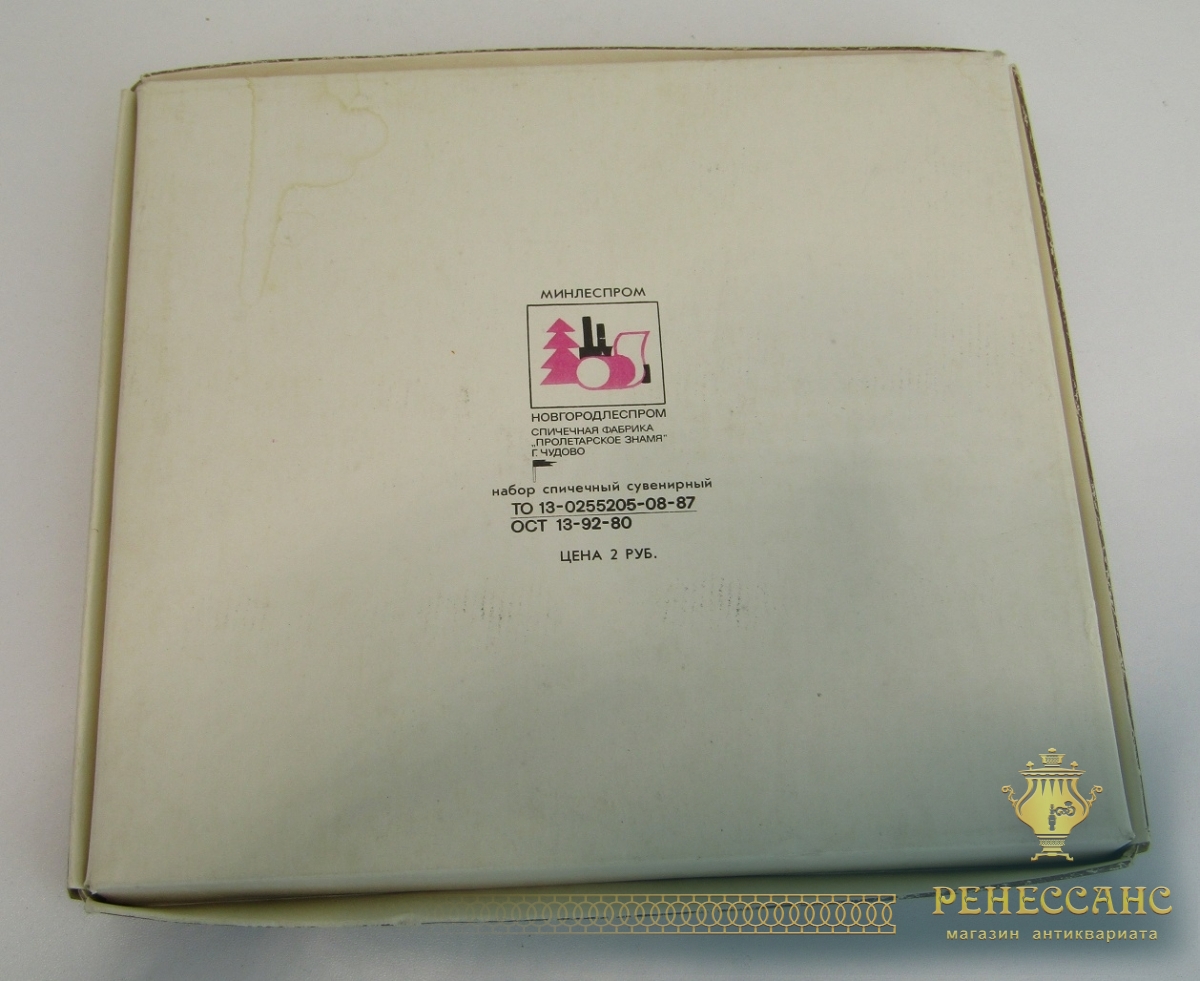 МИНЛЕСПРОМ
НОВГОРОДЛЕСПРОМ
СПИЧЕЧНАЯ ФАБРИКА
„ПРОЛЕТАРСКОЕ ЗНАМЯ"
Г. ЧУДОВО
набор спичечный сувенирный
ТО 13-0255205-08-87
ОСТ 13-92-80
ЦЕНА 2 РУБ.
РЕНЕССАНС
магазин антиквариата